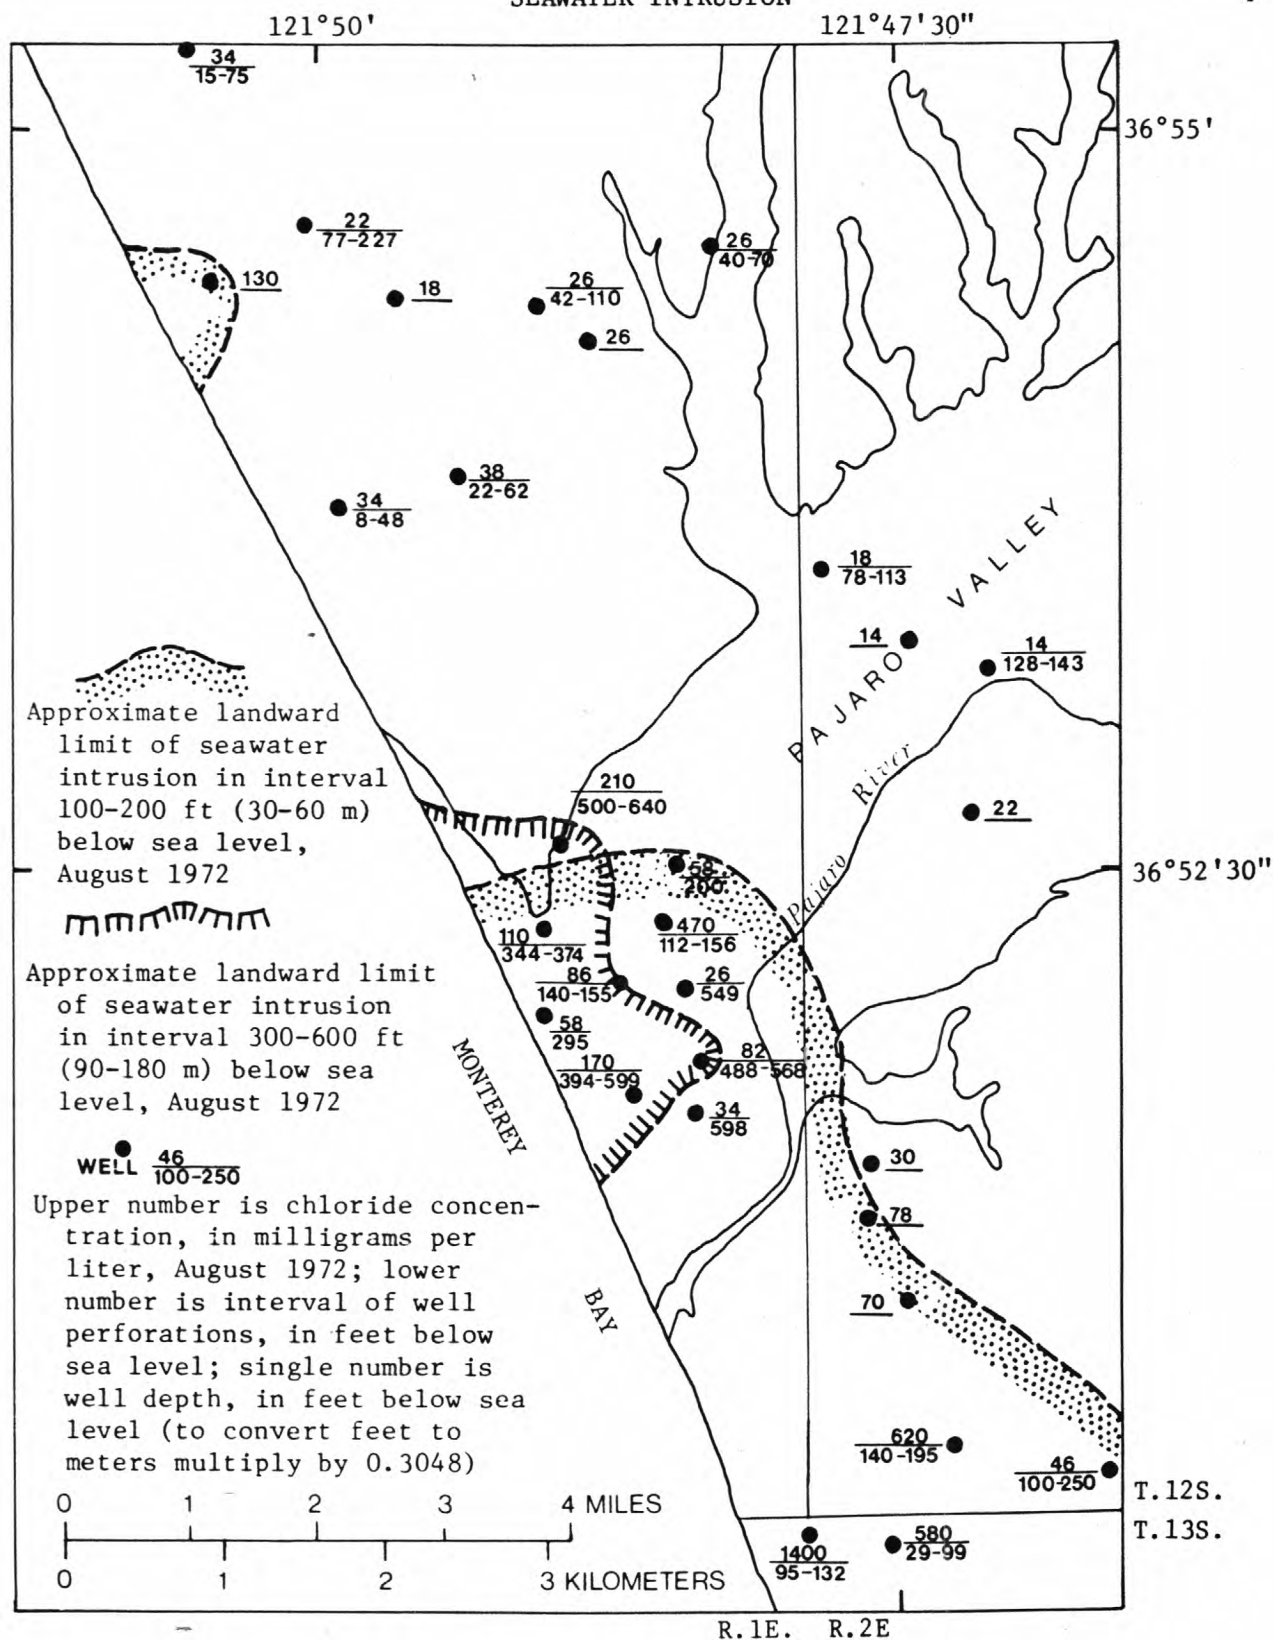 SEAWATER INTRUSION
121°50'
121°47'30"
34
15-75
36°55'
22
77-227
26
40-70
130
18
26
42-110
26
38
22-62
34
8-48
VALLEY
18
78-113
14
14
128-143
PAJARO
River
Approximate landward
limit of seawater
intrusion in interval
100-200 ft (30-60 m)
below sea level,
August 1972
210
500-640
22
36°52'30"
58
200
Pajaro
110
344-374
470
112-156
Approximate landward limit
of seawater intrusion
in interval 300-600 ft
(90-180 m) below sea
level, August 1972
86
140-155
26
549
58
295
MONTEREY
170
394-599
82
488-568
34
598
WELL 46
100-250
30
Upper number is chloride concen-
tration, in milligrams per
liter, August 1972; lower
number is interval of well
perforations, in feet below
sea level; single number is
well depth, in feet below sea
level (to convert feet to
meters multiply by 0.3048)
78
BAY
70
620
140-195
46
100-250
T.12S.
0 1 2 3 4 MILES
T.13S.
1400
95-132
580
29-99
0 1 2 3 KILOMETERS
R.1E. R.2E